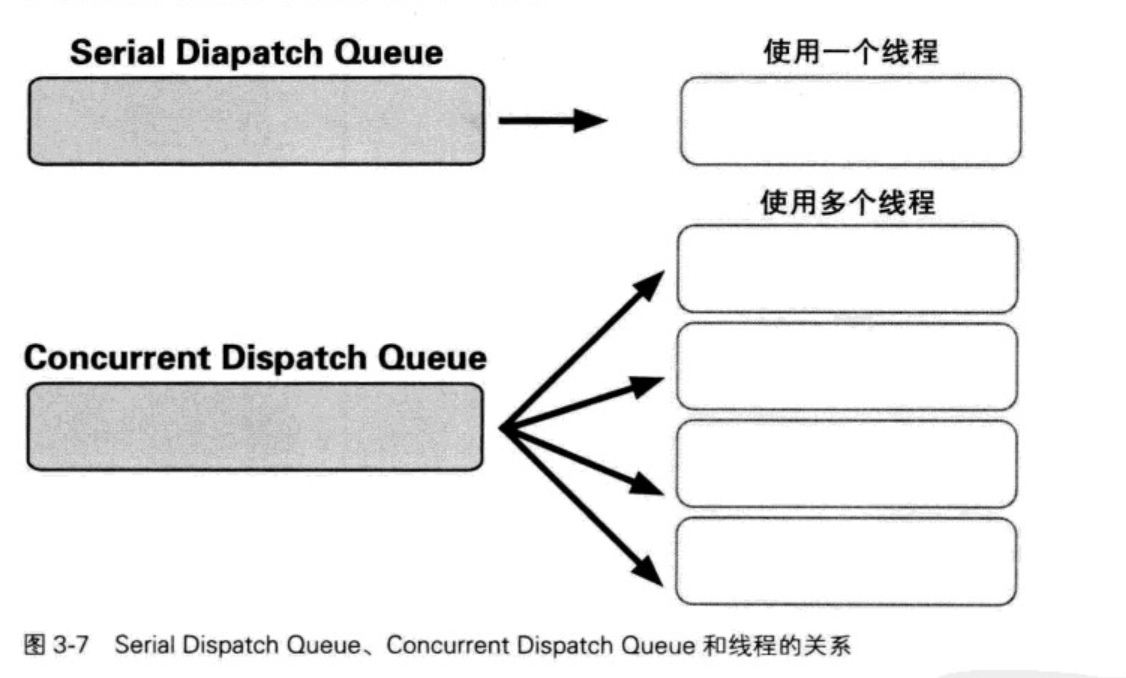 Serial Diapatch Queue
使用一个线程
使用多个线程
Concurrent Dispatch Queue
图 3-7 Serial Dispatch Queue、Concurrent Dispatch Queue 和线程的关系